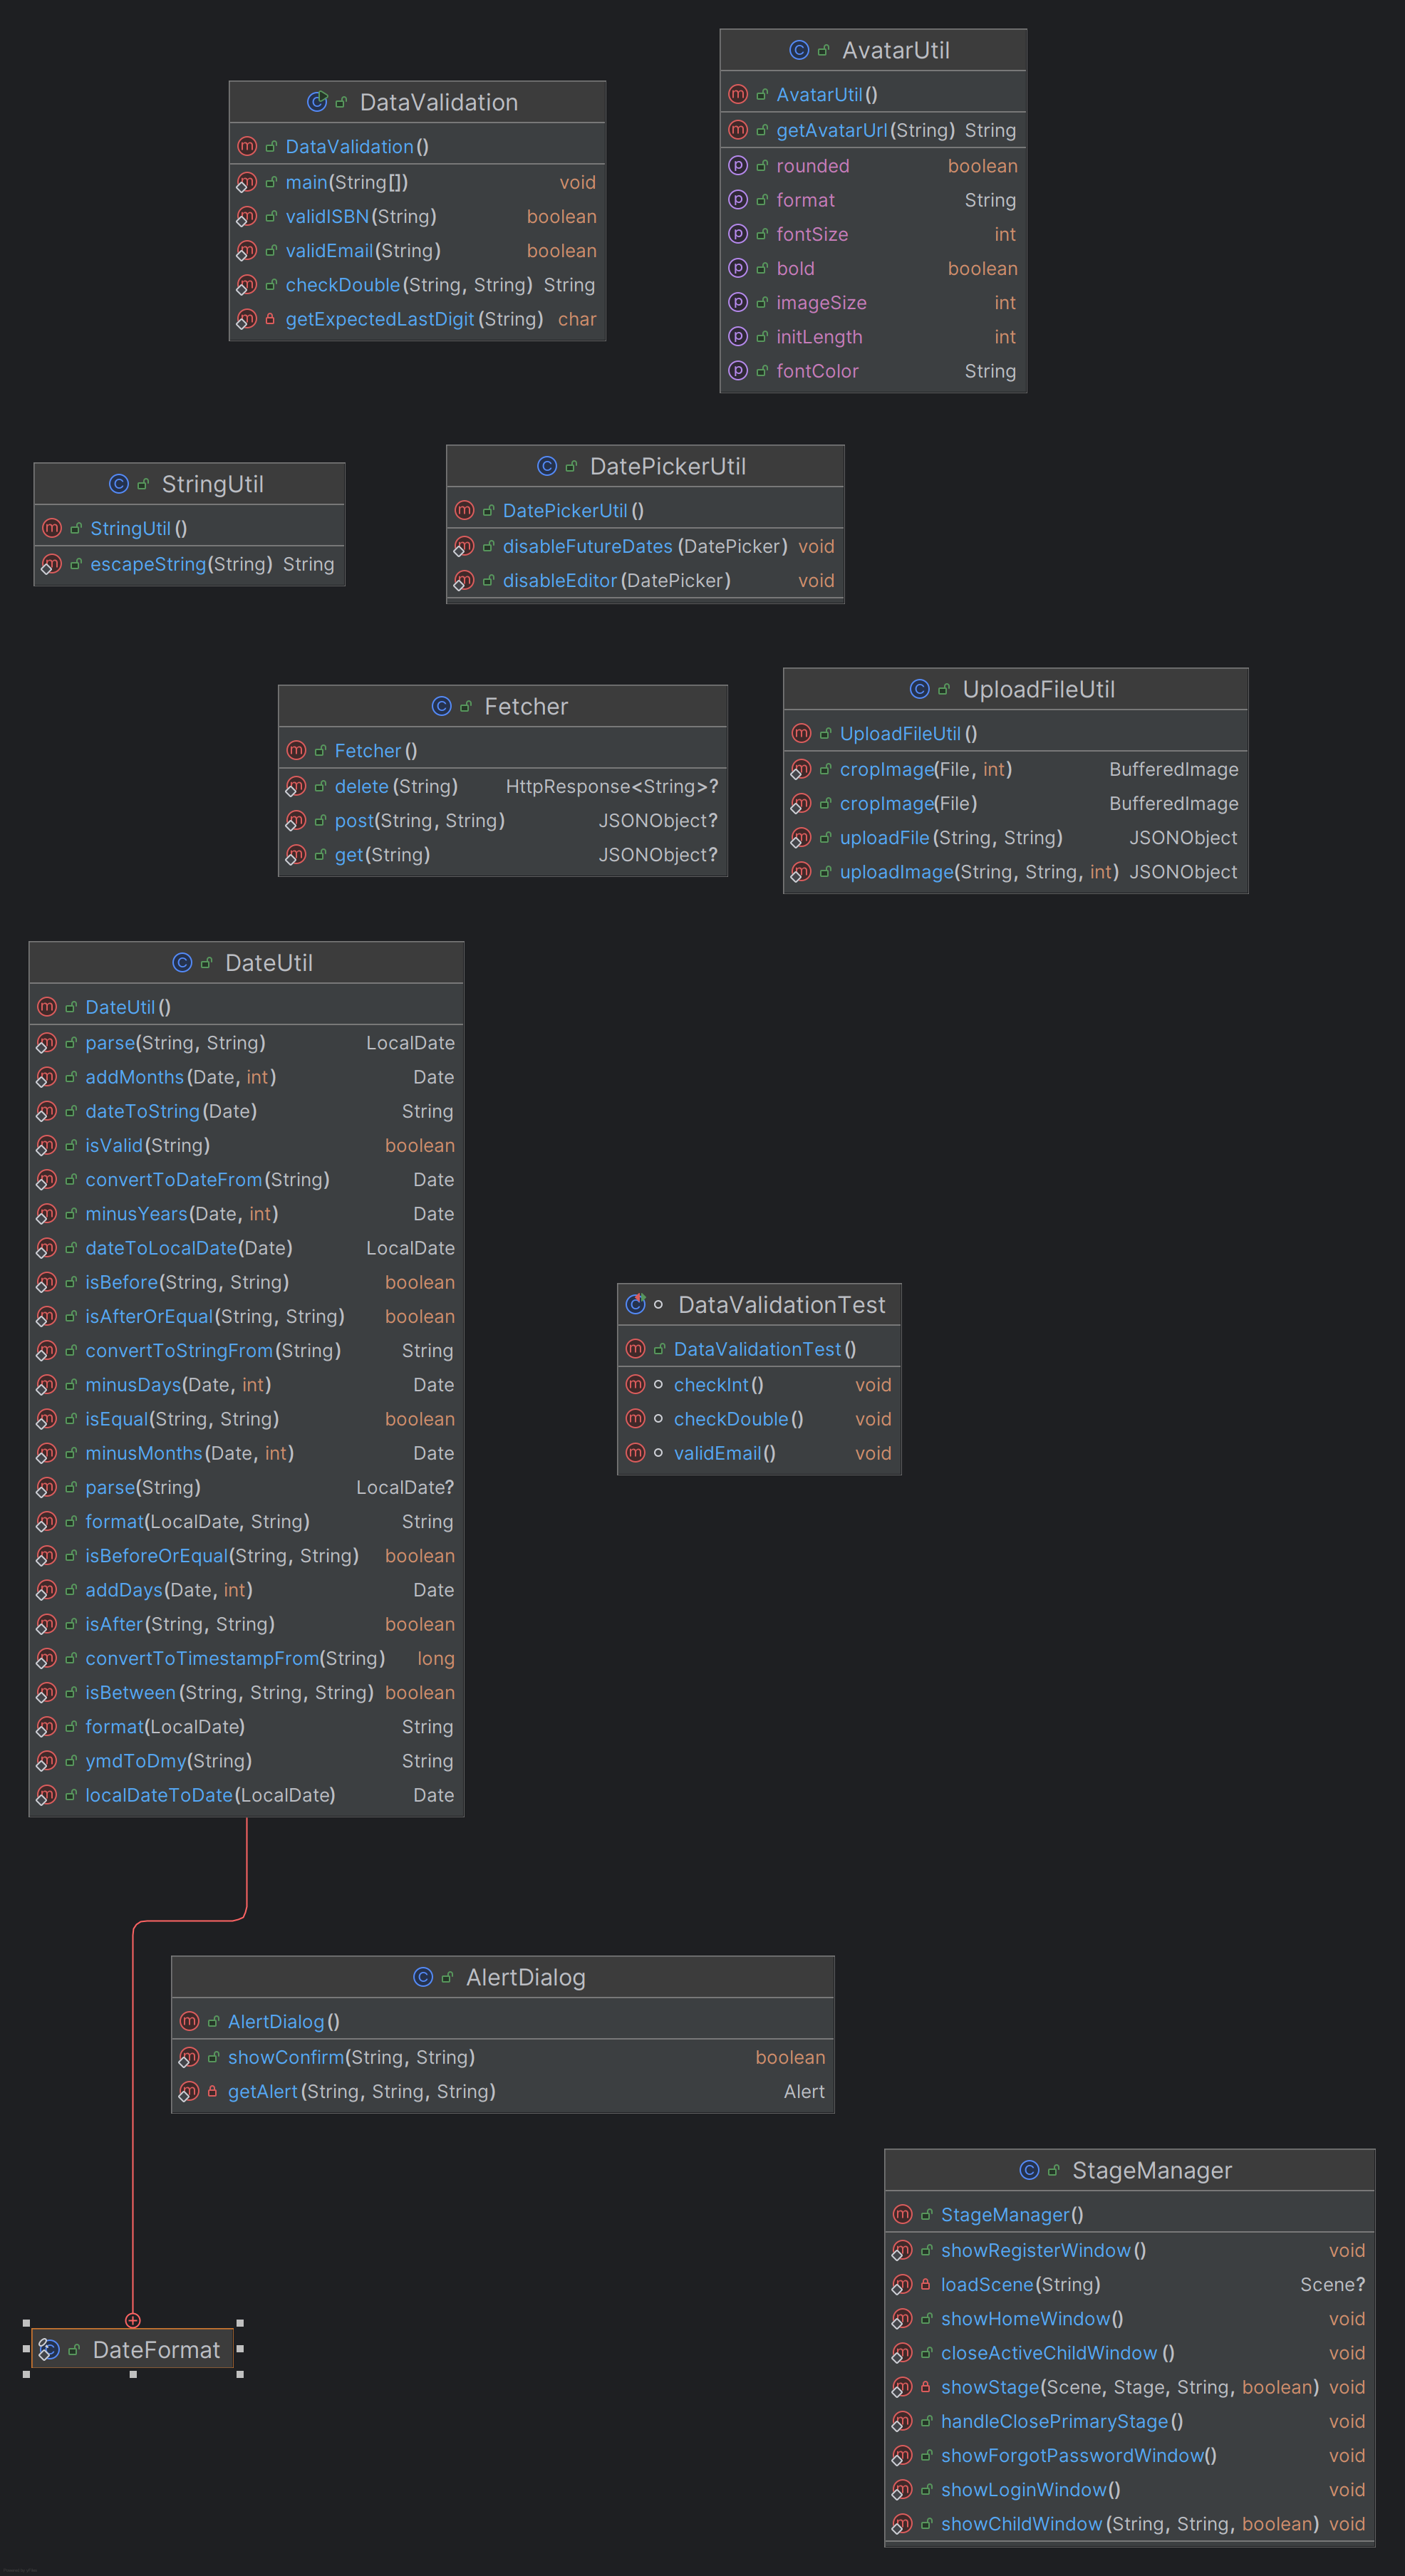 AvatarUtil
AvatarUtil()
getAvatarUrl(String) String
rounded boolean
format String
fontSize int
bold boolean
imageSize int
initLength int
fontColor String
DataValidation
DataValidation()
main(String[]) void
validISBN(String) boolean
validEmail(String) boolean
checkDouble(String, String) String
getExpectedLastDigit(String) char
StringUtil
StringUtil()
escapeString(String) String
DatePickerUtil
DatePickerUtil()
disableFutureDates(DatePicker) void
disableEditor(DatePicker) void
Fetcher
Fetcher()
delete(String) HttpResponse<String>?
post(String, String) JSONObject?
get(String) JSONObject?
UploadFileUtil
UploadFileUtil()
cropImage(File, int) BufferedImage
cropImage(File) BufferedImage
uploadFile(String, String) JSONObject
uploadImage(String, String, int) JSONObject
DateUtil
DateUtil()
parse(String, String) LocalDate
addMonths(Date, int) Date
dateToString(Date) String
isValid(String) boolean
convertToDateFrom(String) Date
minusYears(Date, int) Date
dateToLocalDate(Date) LocalDate
isBefore(String, String) boolean
isAfterOrEqual(String, String) boolean
convertToStringFrom(String) String
minusDays(Date, int) Date
isEqual(String, String) boolean
minusMonths(Date, int) Date
parse(String) LocalDate?
format(LocalDate, String) String
isBeforeOrEqual(String, String) boolean
addDays(Date, int) Date
isAfter(String, String) boolean
convertToTimestampFrom(String) long
isBetween(String, String, String) boolean
format(LocalDate) String
ymdToDmy(String) String
localDateToDate(LocalDate) Date
DataValidationTest
DataValidationTest()
checkInt() void
checkDouble() void
validEmail() void
AlertDialog
AlertDialog()
showConfirm(String, String) boolean
getAlert(String, String, String) Alert
StageManager
StageManager()
showRegisterWindow() void
loadScene(String) Scene?
showHomeWindow() void
closeActiveChildWindow() void
showStage(Scene, Stage, String, boolean) void
handleClosePrimaryStage() void
showForgotPasswordWindow() void
showLoginWindow() void
showChildWindow(String, String, boolean) void
DateFormat